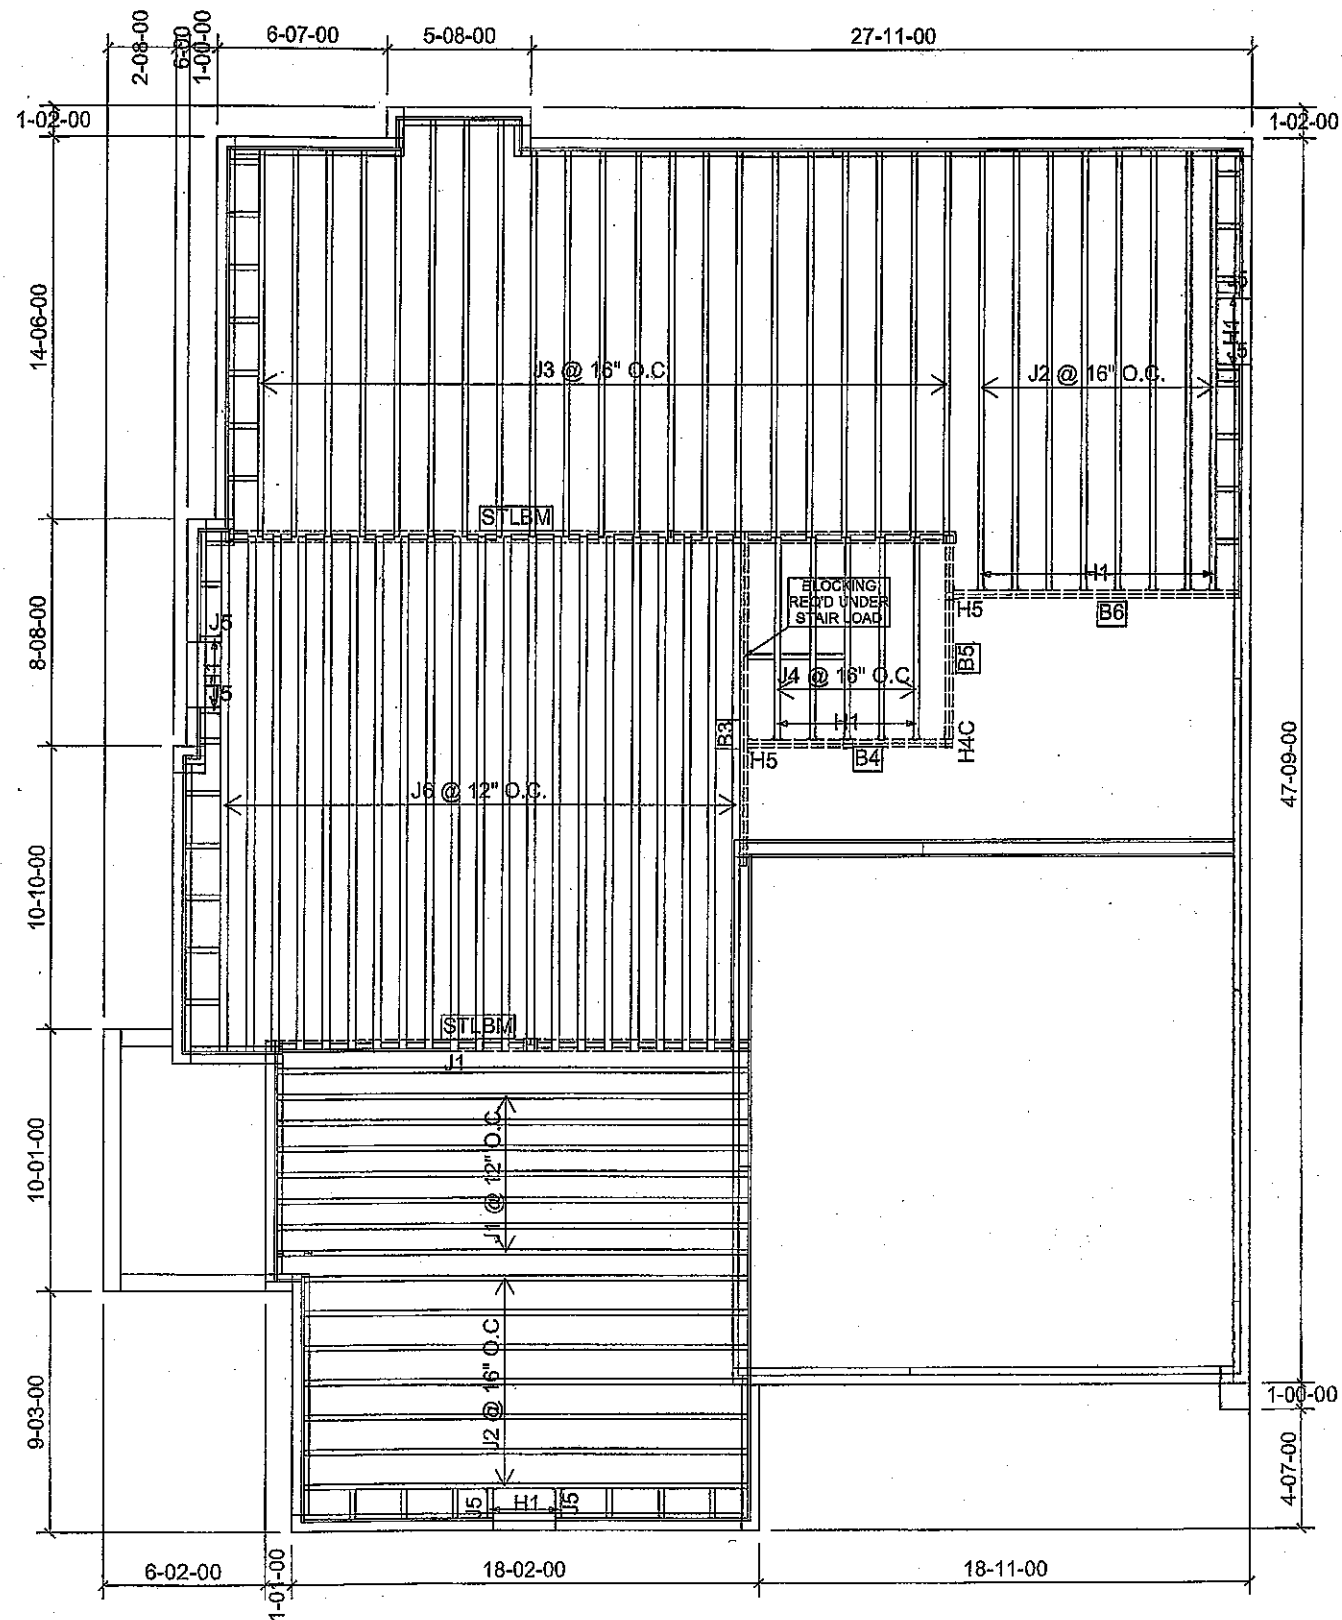 2-08-00
6-00
1-00-00
6-07-00
5-08-00
27-11-00
1-02-00
1-02-00
14-06-00
J5
H1
J5
J3 @ 16" O.C
J2 @ 16" O.C.
STLBM
BLOCKING
REQ'D UNDER
STAIR LOAD
H1
H5
B6
J5
8-08-00
J5
B5
J4 @ 16" O.C
H1
B3
H5
B4
H4C
J6 @ 12" O.C.
47-09-00
10-10-00
STLBM
J1
J1 @ 12" O.C
10-01-00
J2 @ 16" O.C
9-03-00
1-00-00
4-07-00
J5
H1
J5
6-02-00
1-01-00
18-02-00
18-11-00